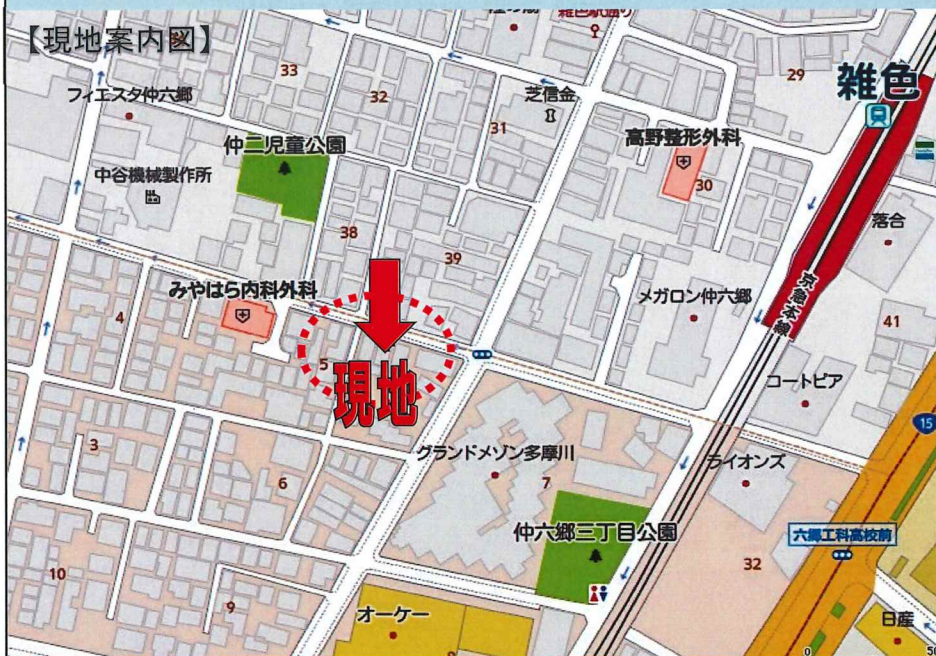 【現地案内図】
雑色駅通り
33
29
雑色
フィエスタ仲六郷
32
芝信金
31
高野整形外科
仲二児童公園
中谷機械製作所
30
38
39
落合
みやはら内科外科
メガロン仲六郷
京急本線
4
41
5
現地
コートピア
15
3
グランドメゾン多摩川
ライオンズ
6
7
仲六郷三丁目公園
六郷工科高校前
32
10
9
オーケー
日産
0